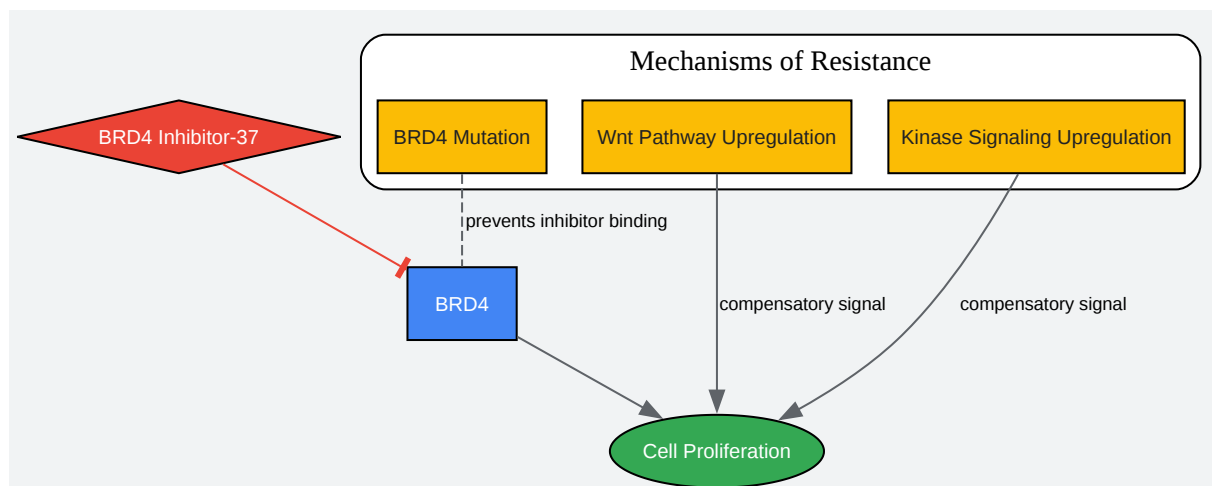 Mechanisms of Resistance
BRD4 Inhibitor-37
BRD4 Mutation
Wnt Pathway Upregulation
Kinase Signaling Upregulation
prevents inhibitor binding
BRD4
compensatory signal
compensatory signal
Cell Proliferation